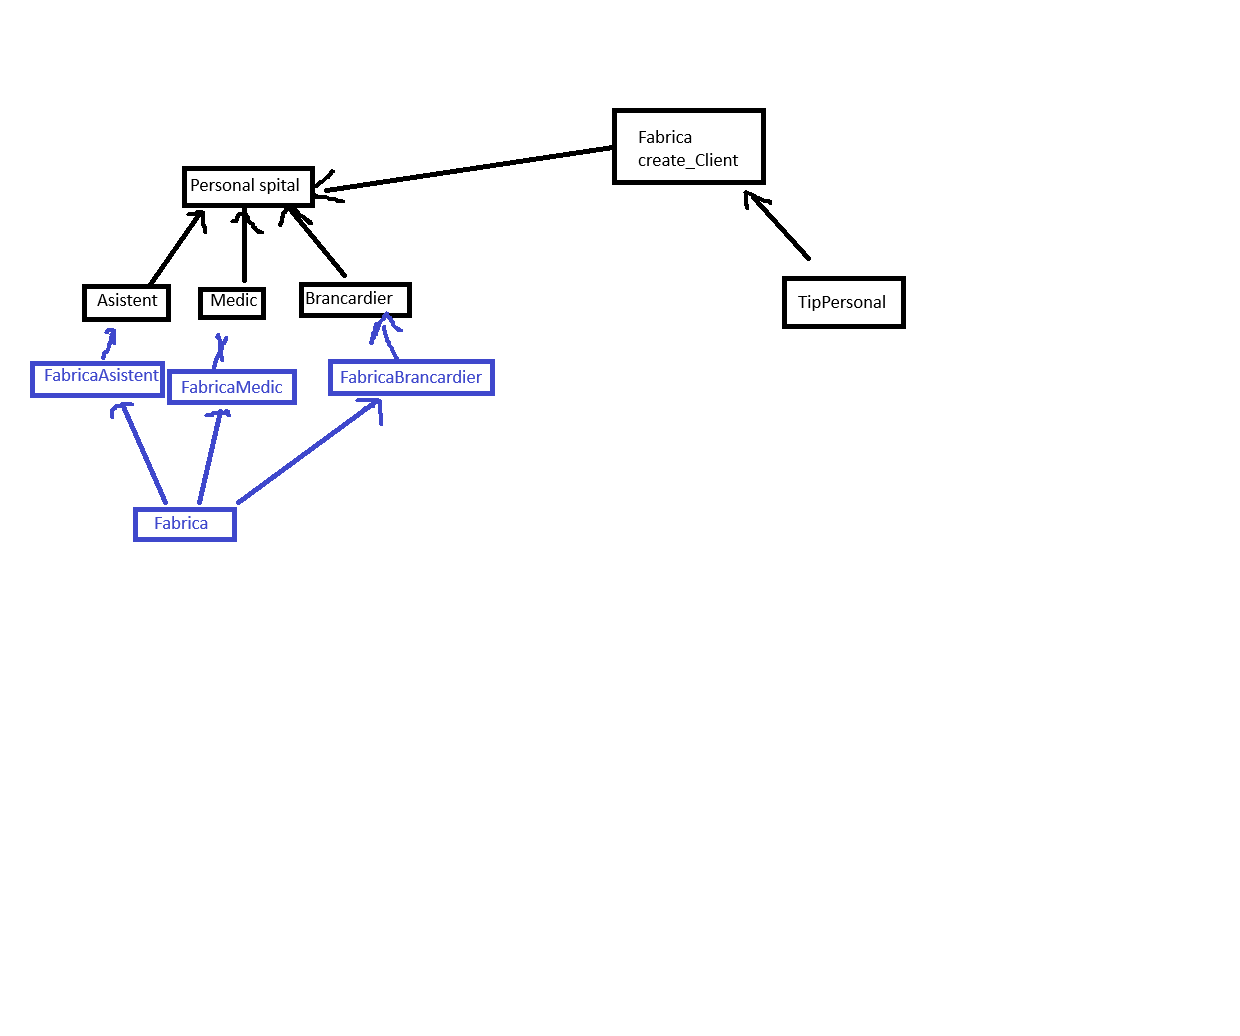 Fabrica
create_Client
Personal spital
Asistent
Medic
Brancardier
TipPersonal
FabricaAsistent
FabricaMedic
FabricaBrancardier
Fabrica